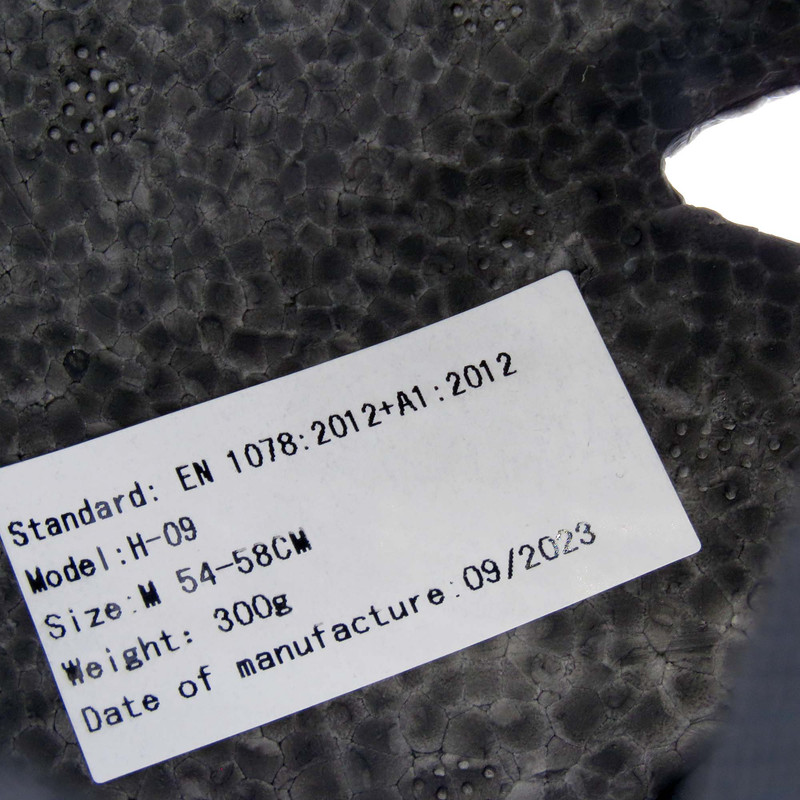 Standard: EN 1078:2012+A1:2012
Model:H-09
Size:M 54-58CM
Weight: 300g
Date of manufacture:09/2023